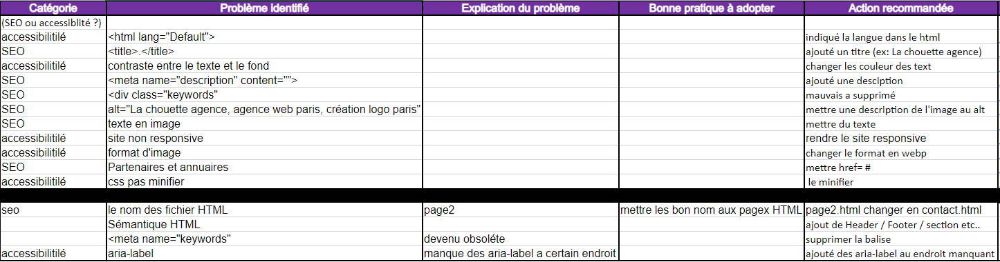 Catégorie Problème identifié Explication du problème Bonne pratique à adopter Action recommandée
(SEO ou accessiblité ?)
accessibilitilé <html lang="Default"> indiqué la langue dans le html
SEO <title>.</title> ajouté un titre (ex: La chouette agence)
accessibilitilé contraste entre le texte et le fond changer les couleur des text
SEO <meta name="description" content=""> ajouté une desciption
SEO <div class="keywords" mauvais a supprimé
SEO alt="La chouette agence, agence web paris, création logo paris" mettre une description de l'image au alt
SEO texte en image mettre du texte
accessibilitilé site non responsive rendre le site responsive
accessibilitilé format d'image changer le format en webp
SEO Partenaires et annuaires mettre href= #
accessibilitilé css pas minifier le minifier
seo le nom des fichier HTML page2 mettre les bon nom aux pagex HTML page2.html changer en contact.html
Sémantique HTML ajout de Header / Footer / section etc..
<meta name="keywords" devenu obsoléte supprimer la balise
accessibilitilé aria-label manque des aria-label a certain endroit ajouté des aria-label au endroit manquant